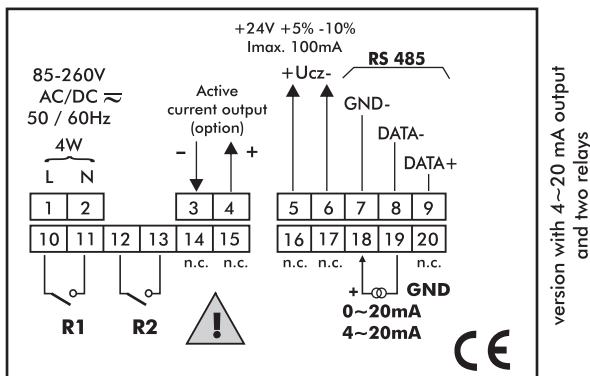 +24V +5% -10%
Imax. 100mA
RS 485
85-260V
AC/DC ⎓
50 / 60Hz
4W
L N
Active
current output
(option)
- +
+Ucz-
GND-
DATA-
DATA+
1 2 3 4 5 6 7 8 9
10 11 12 13 14 15 16 17 18 19 20
n.c. n.c. n.c. n.c. n.c.
R1 R2
!
+ GND
0~20mA
4~20mA
CE
version with 4~20 mA output
and two relays